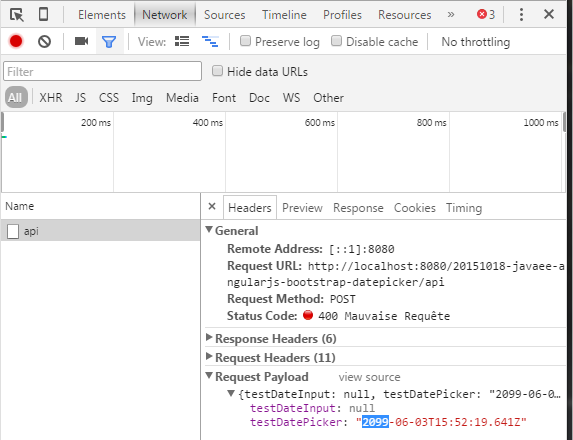 Elements Network Sources Timeline Profiles Resources » 3
View: Preserve log Disable cache No throttling
Filter Hide data URLs
All XHR JS CSS Img Media Font Doc WS Other
200 ms 400 ms 600 ms 800 ms 1000 ms
Name
api
Headers Preview Response Cookies Timing
General
Remote Address: [::1]:8080
Request URL: http://localhost:8080/20151018-javaee-a
ngularjs-bootstrap-datepicker/api
Request Method: POST
Status Code: 400 Mauvaise Requête
Response Headers (6)
Request Headers (11)
Request Payload view source
{testDateInput: null, testDatePicker: "2099-06-0…
testDateInput: null
testDatePicker: "2099-06-03T15:52:19.641Z"